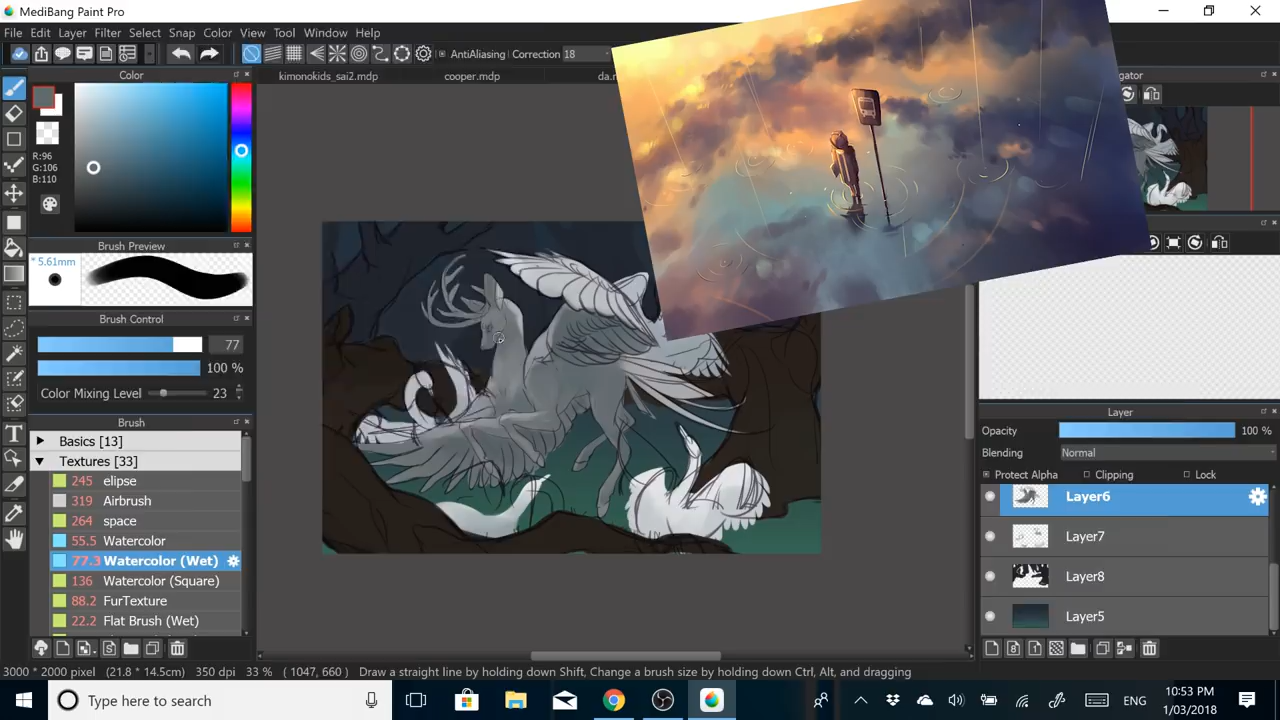 MediBang Paint Pro
File Edit Layer Filter Select Snap Color View Tool Window Help
AntiAliasing Correction 18
Color
kimonokids_sai2.mdp cooper.mdp da.m
R:96
G:106
B:110
Brush Preview
* 5.61mm
Brush Control
77
100 %
Color Mixing Level 23
Brush
Basics [13]
Textures [33]
245 elipse
319 Airbrush
264 space
55.5 Watercolor
77.3 Watercolor (Wet)
136 Watercolor (Square)
88.2 FurTexture
22.2 Flat Brush (Wet)
vigator
Layer
Opacity 100 %
Blending Normal
Protect Alpha Clipping Lock
Layer6
Layer7
Layer8
Layer5
3000 * 2000 pixel (21.8 * 14.5cm) 350 dpi 33 % ( 1047, 660 ) Draw a straight line by holding down Shift, Change a brush size by holding down Ctrl, Alt, and dragging
Type here to search
ENG
10:53 PM
1/03/2018